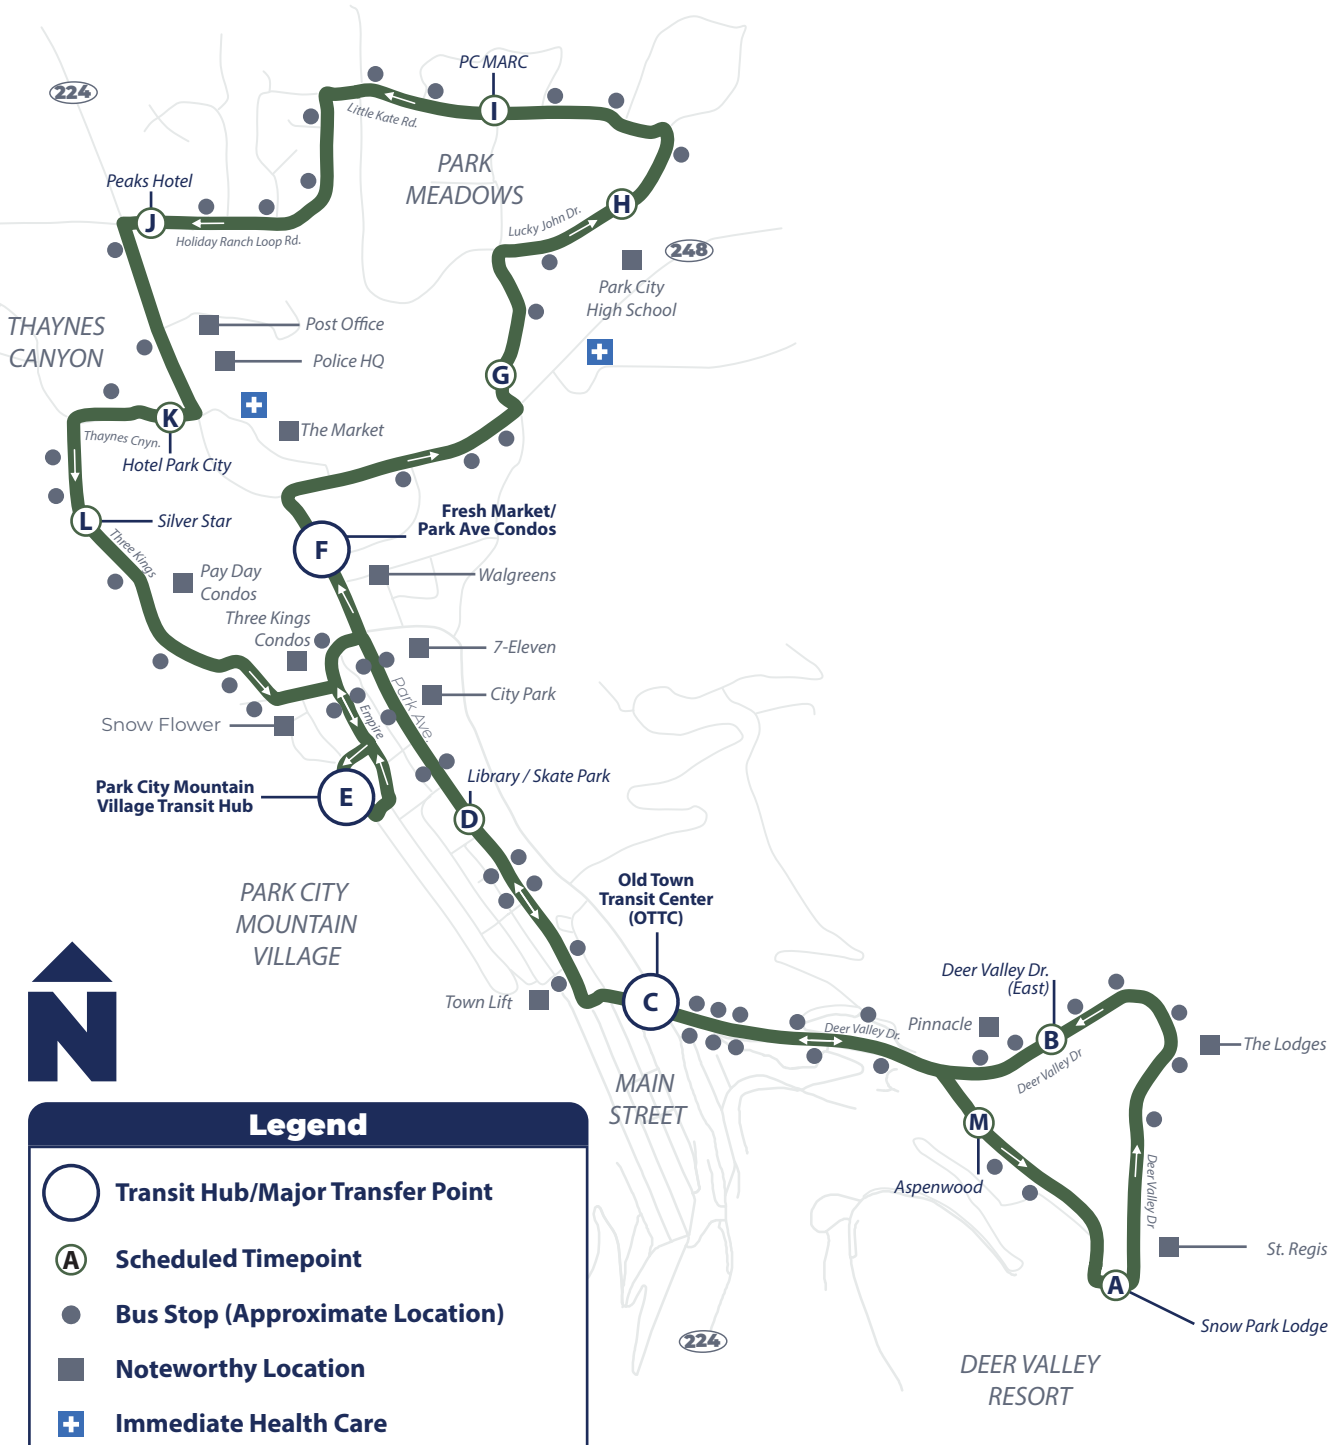 PC MARC
I
224
Little Kate Rd.
PARK
MEADOWS
Peaks Hotel
J
H
Lucky John Dr.
Holiday Ranch Loop Rd.
248
Park City
High School
THAYNES
CANYON
Post Office
Police HQ
G
K
The Market
Thaynes Cnyn.
Hotel Park City
L
Silver Star
Fresh Market/
Park Ave Condos
F
Three Kings
Pay Day
Condos
Walgreens
Three Kings
Condos
7-Eleven
City Park
Park Ave.
Empire
Snow Flower
Park City Mountain
Village Transit Hub
E
Library / Skate Park
D
PARK CITY
MOUNTAIN
VILLAGE
Old Town
Transit Center
(OTTC)
N
Town Lift
C
Deer Valley Dr.
(East)
Deer Valley Dr.
Pinnacle
B
Deer Valley Dr
The Lodges
MAIN
STREET
M
Aspenwood
Deer Valley Dr
St. Regis
A
Snow Park Lodge
224
DEER VALLEY
RESORT
Legend
Transit Hub/Major Transfer Point
A
Scheduled Timepoint
Bus Stop (Approximate Location)
Noteworthy Location
Immediate Health Care